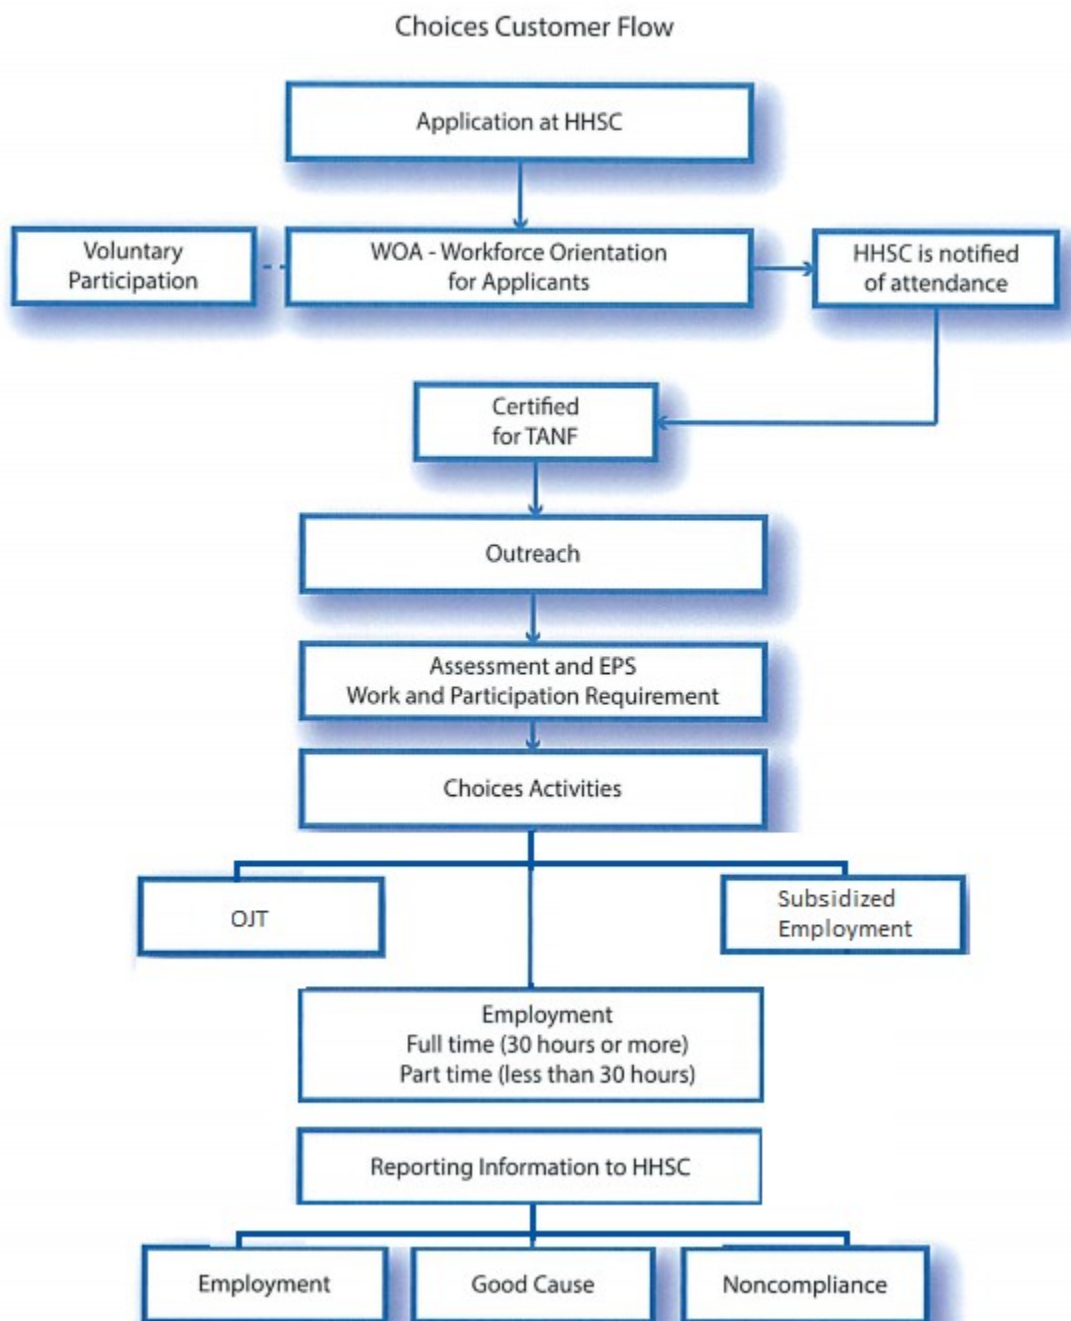 Choices Customer Flow
Application at HHSC
Voluntary
Participation
WOA - Workforce Orientation
for Applicants
HHSC is notified
of attendance
Certified
for TANF
Outreach
Assessment and EPS
Work and Participation Requirement
Choices Activities
OJT
Subsidized
Employment
Employment
Full time (30 hours or more)
Part time (less than 30 hours)
Reporting Information to HHSC
Employment
Good Cause
Noncompliance